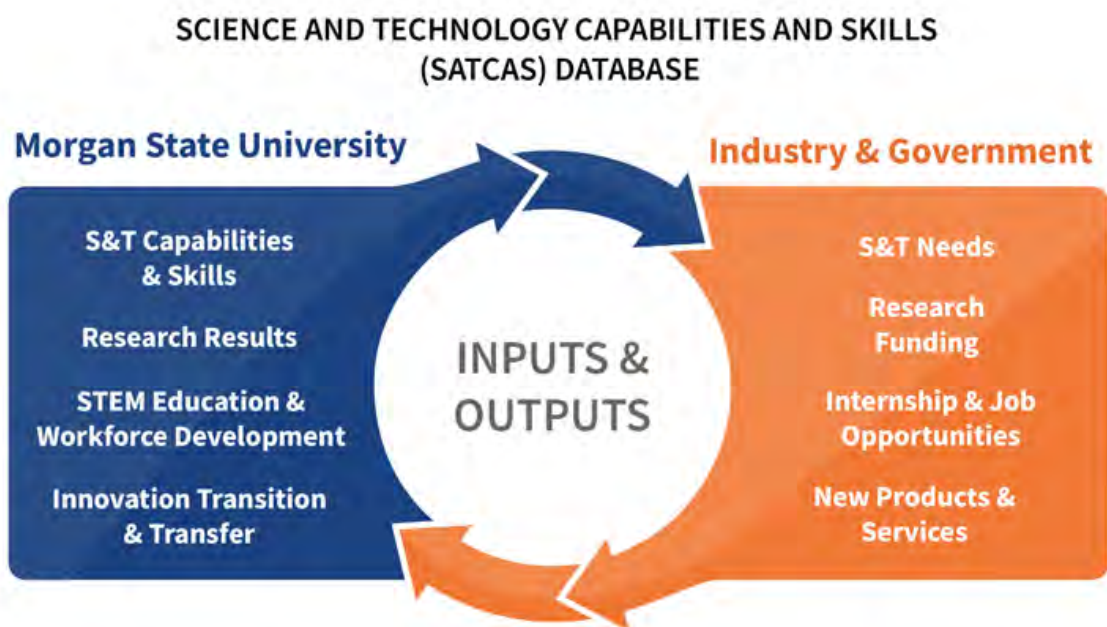 SCIENCE AND TECHNOLOGY CAPABILITIES AND SKILLS
(SATCAS) DATABASE
Morgan State University
S&T Capabilities
& Skills
Research Results
STEM Education &
Workforce Development
Innovation Transition
& Transfer
INPUTS &
OUTPUTS
Industry & Government
S&T Needs
Research
Funding
Internship & Job
Opportunities
New Products &
Services